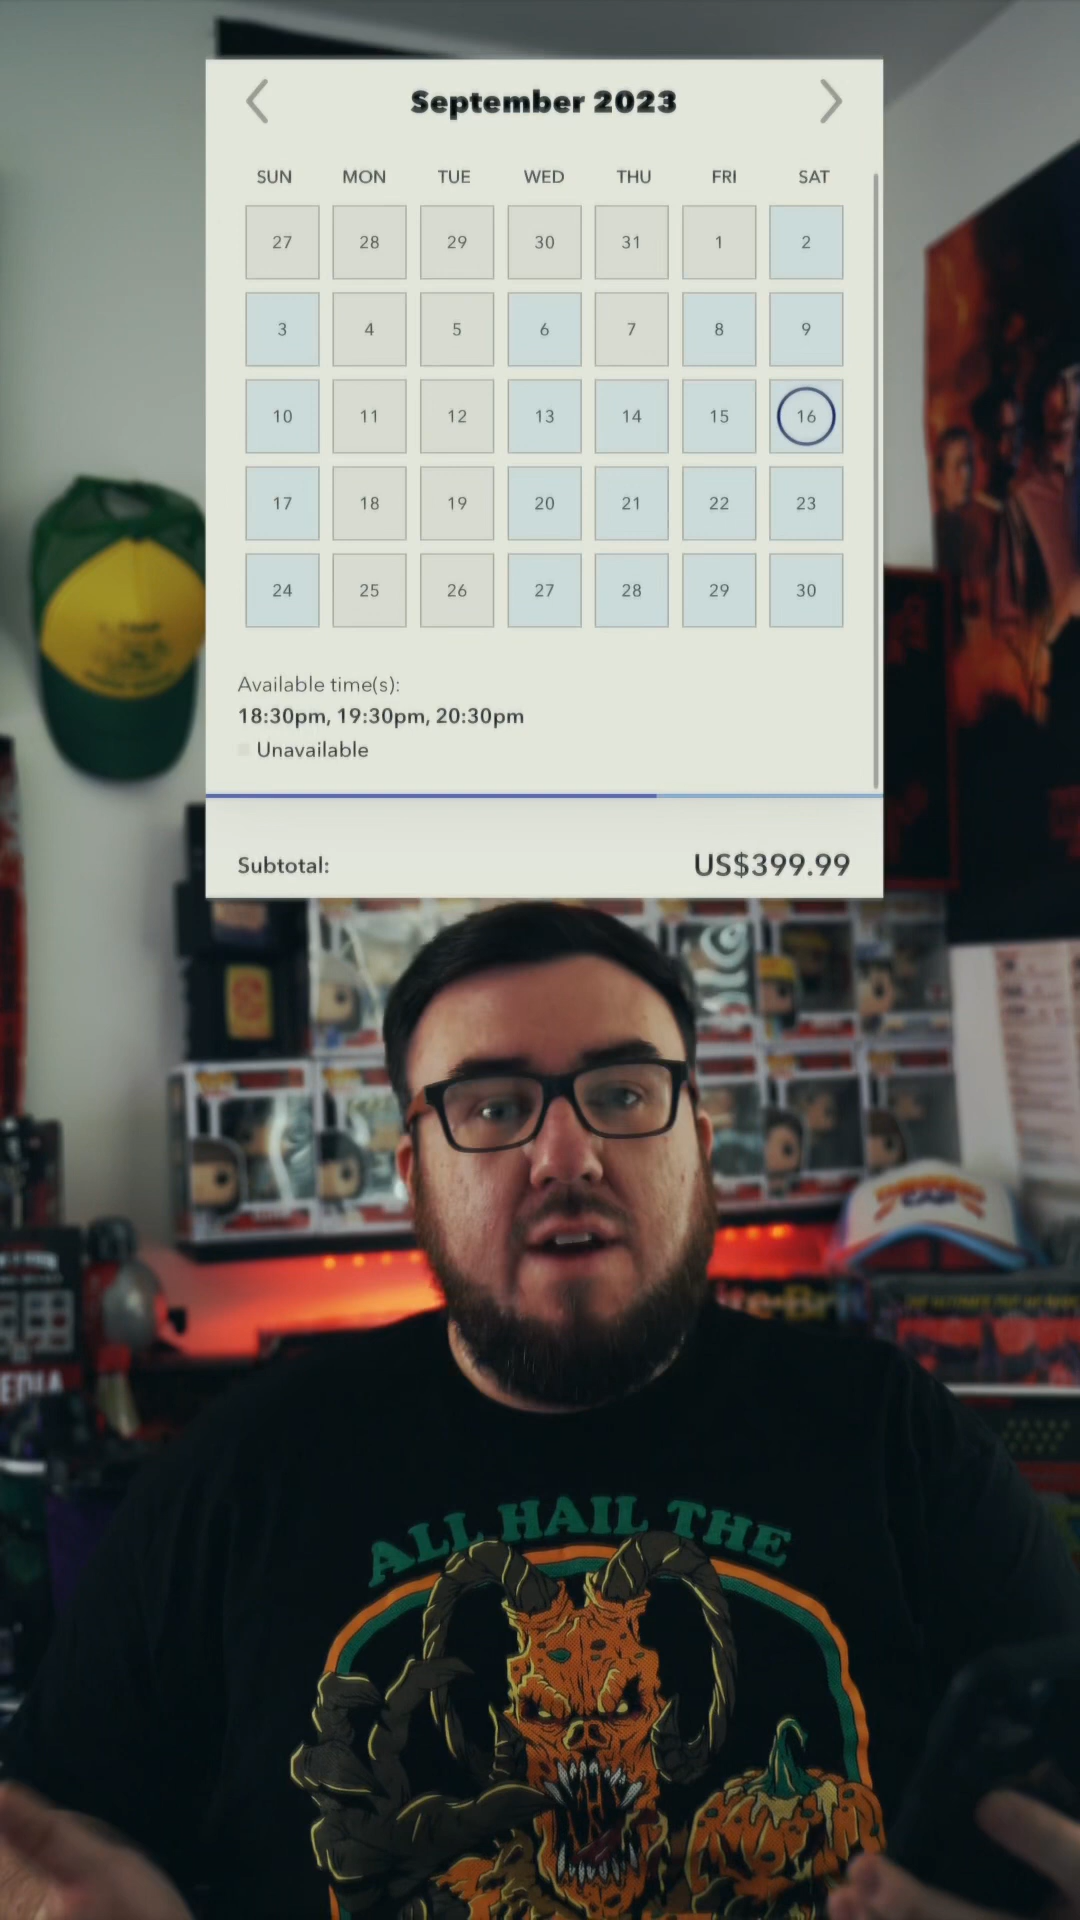 September 2023
SUN MON TUE WED THU FRI SAT
27 28 29 30 31 1 2
3 4 5 6 7 8 9
10 11 12 13 14 15 16
17 18 19 20 21 22 23
24 25 26 27 28 29 30
Available time(s):
18:30pm, 19:30pm, 20:30pm
Unavailable
Subtotal: US$399.99
ALL HAIL THE